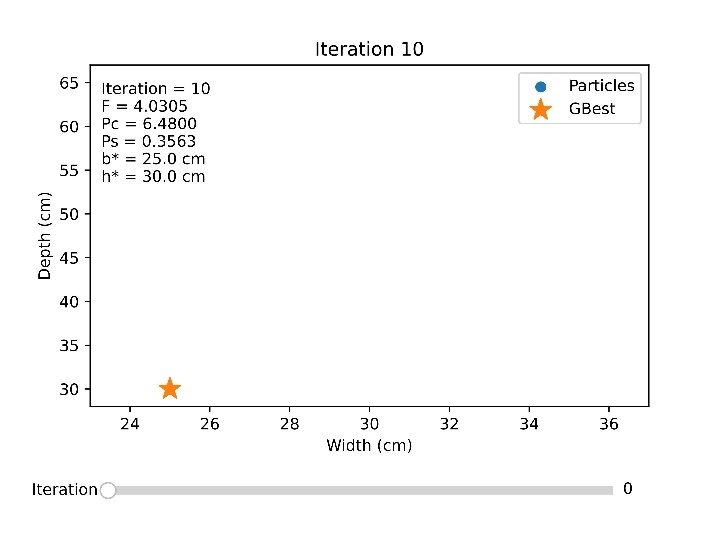 Iteration 10
Iteration = 10
F = 4.0305
Pc = 6.4800
Ps = 0.3563
b* = 25.0 cm
h* = 30.0 cm
Particles
GBest
65
60
55
50
45
40
35
30
Depth (cm)
24 26 28 30 32 34 36
Width (cm)
Iteration 0